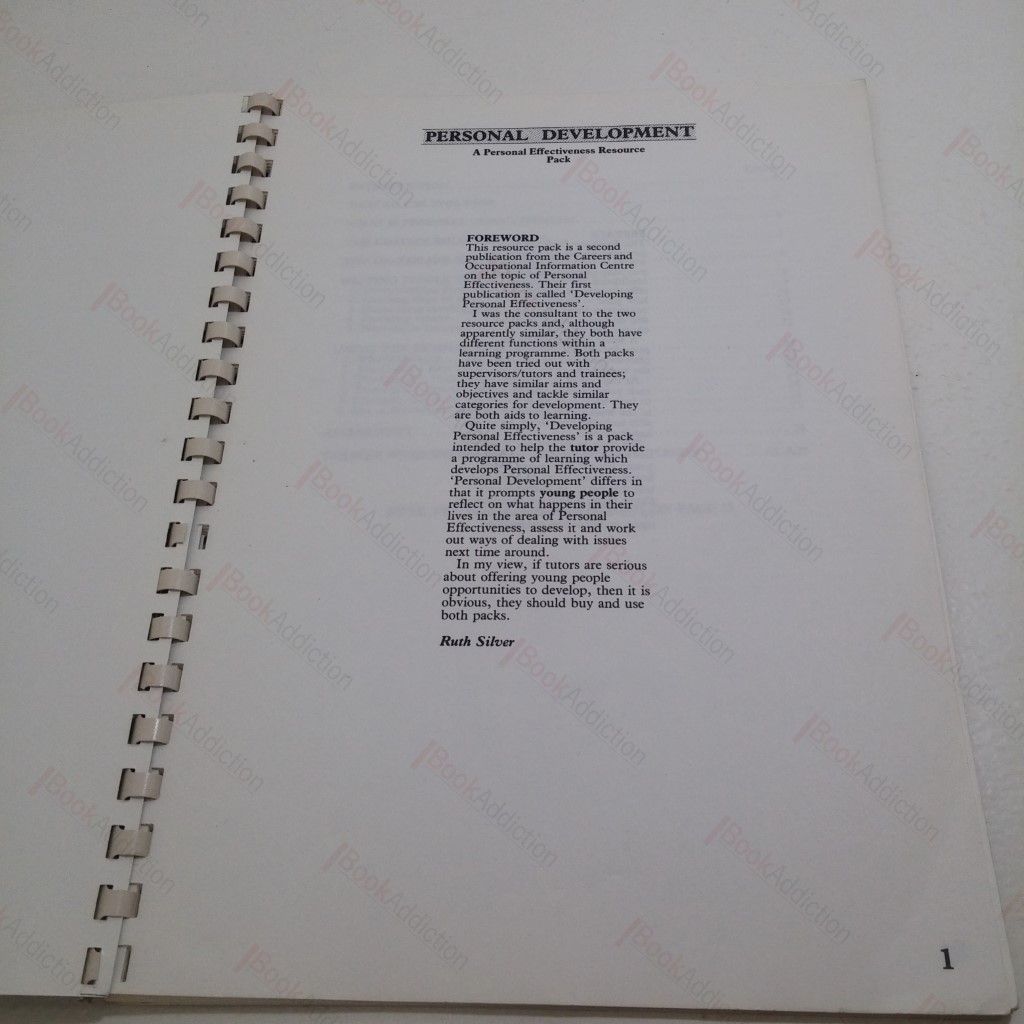 PERSONAL DEVELOPMENT
A Personal Effectiveness Resource
Pack
FOREWORD
This resource pack is a second
publication from the Careers and
Occupational Information Centre
on the topic of Personal
Effectiveness. Their first
publication is called ‘Developing
Personal Effectiveness’.
I was the consultant to the two
resource packs and, although
apparently similar, they both have
different functions within a
learning programme. Both packs
have been tried out with
supervisors/tutors and trainees;
they have similar aims and
objectives and tackle similar
categories for development. They
are both aids to learning.
Quite simply, ‘Developing
Personal Effectiveness’ is a pack
intended to help the tutor provide
a programme of learning which
develops Personal Effectiveness.
‘Personal Development’ differs in
that it prompts young people to
reflect on what happens in their
lives in the area of Personal
Effectiveness, assess it and work
out ways of dealing with issues
next time around.
In my view, if tutors are serious
about offering young people
opportunities to develop, then it is
obvious, they should buy and use
both packs.
Ruth Silver
1
BookAddiction